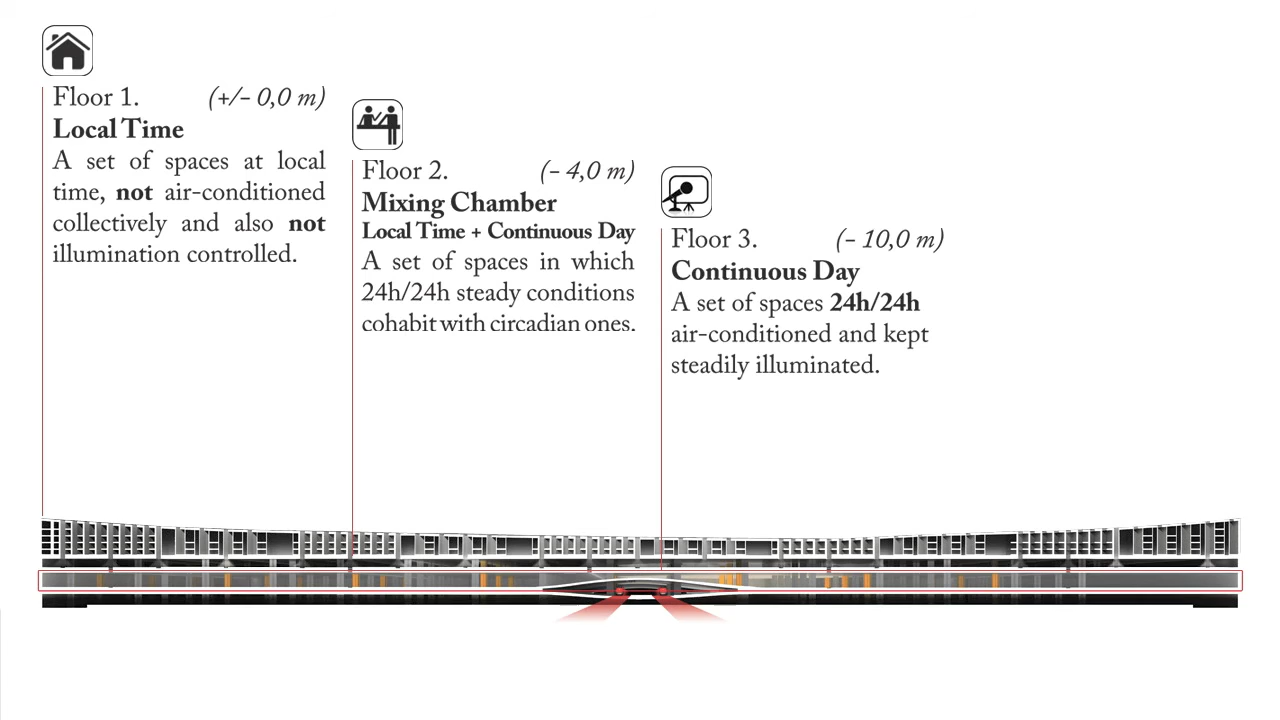 Floor 1. (+/– 0,0 m)
Local Time
A set of spaces at local
time, not air-conditioned
collectively and also not
illumination controlled.
Floor 2. (– 4,0 m)
Mixing Chamber
Local Time + Continuous Day
A set of spaces in which
24h/24h steady conditions
cohabit with circadian ones.
Floor 3. (– 10,0 m)
Continuous Day
A set of spaces 24h/24h
air-conditioned and kept
steadily illuminated.